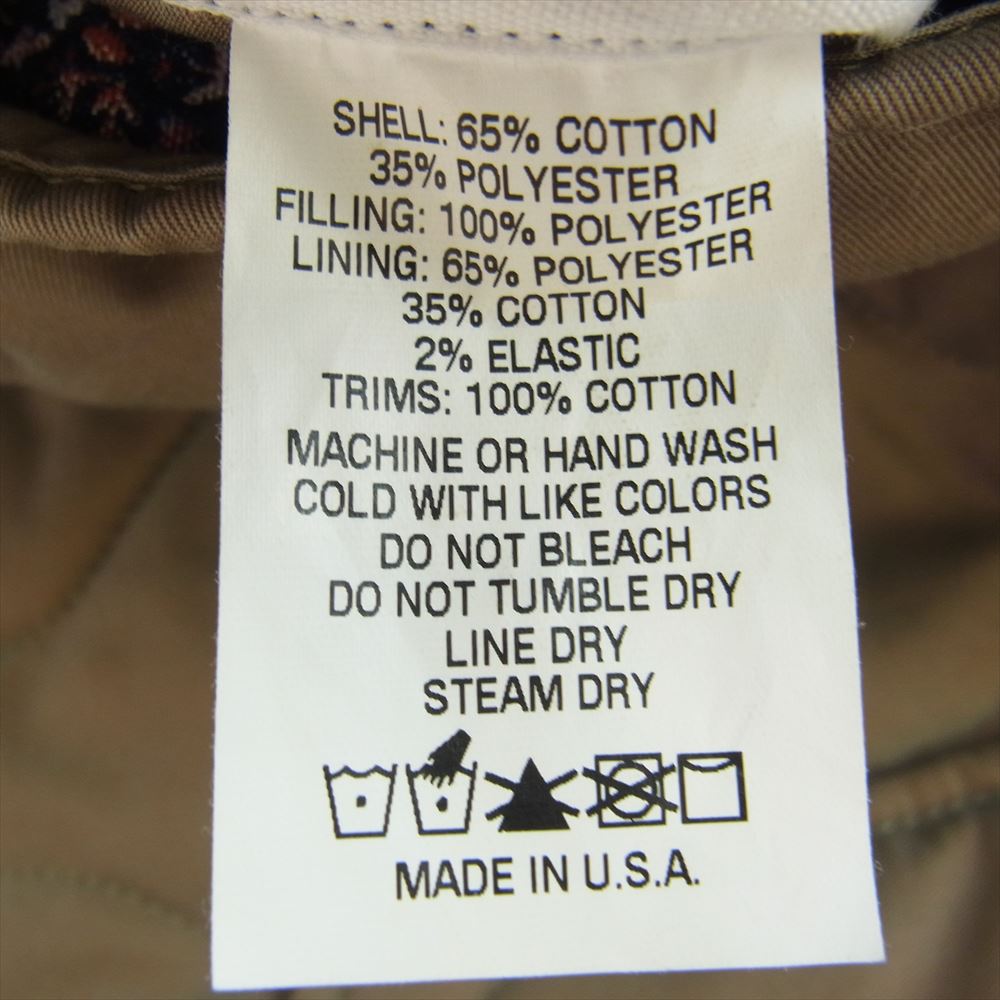 SHELL: 65% COTTON
35% POLYESTER
FILLING: 100% POLYESTER
LINING: 65% POLYESTER
35% COTTON
2% ELASTIC
TRIMS: 100% COTTON
MACHINE OR HAND WASH
COLD WITH LIKE COLORS
DO NOT BLEACH
DO NOT TUMBLE DRY
LINE DRY
STEAM DRY
MADE IN U.S.A.